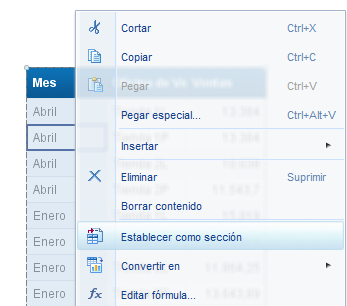 Cortar Ctrl+X
Copiar Ctrl+C
Mes
Pegar Ctrl+V
Abril
Pegar especial... Ctrl+Alt+V
Abril
Insertar
Abril
Eliminar Suprimir
Borrar contenido
Enero
Establecer como sección
Enero
Convertir en
Enero
Editar fórmula...
Enero